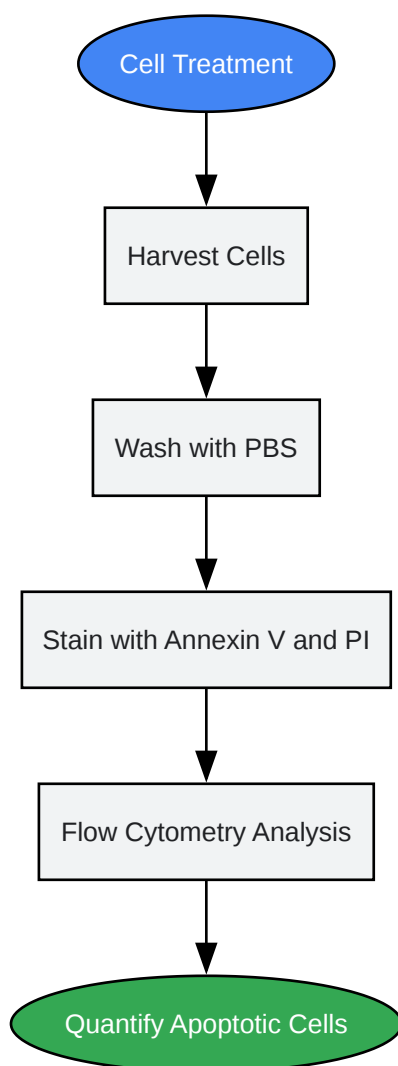 Cell Treatment
Harvest Cells
Wash with PBS
Stain with Annexin V and PI
Flow Cytometry Analysis
Quantify Apoptotic Cells